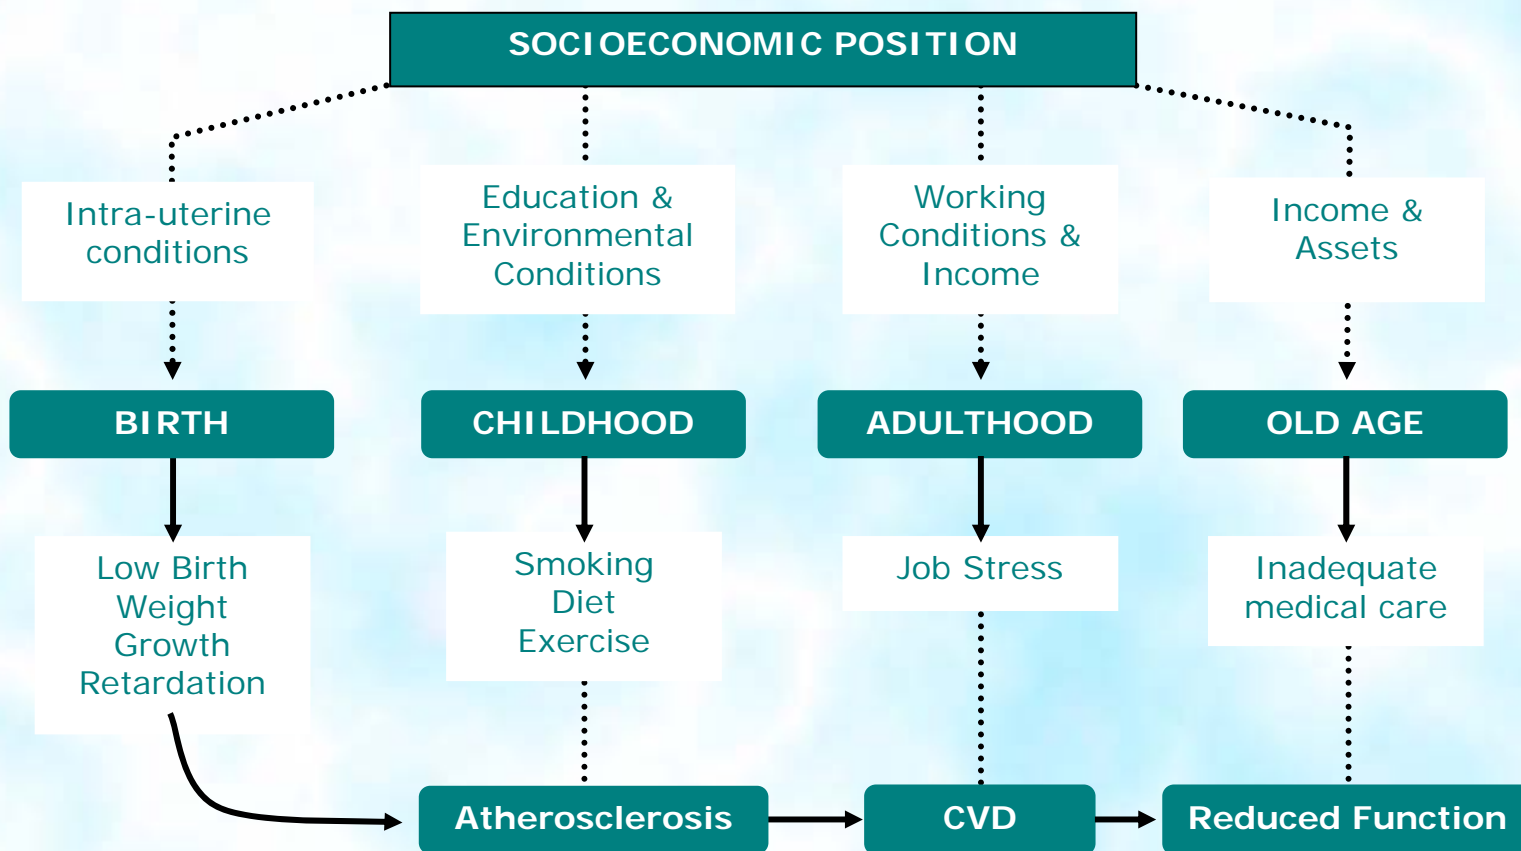 SOCIOECONOMIC POSITION
Intra-uterine
conditions
Education &
Environmental
Conditions
Working
Conditions &
Income
Income &
Assets
BIRTH
CHILDHOOD
ADULTHOOD
OLD AGE
Low Birth
Weight
Growth
Retardation
Smoking
Diet
Exercise
Job Stress
Inadequate
medical care
Atherosclerosis
CVD
Reduced Function